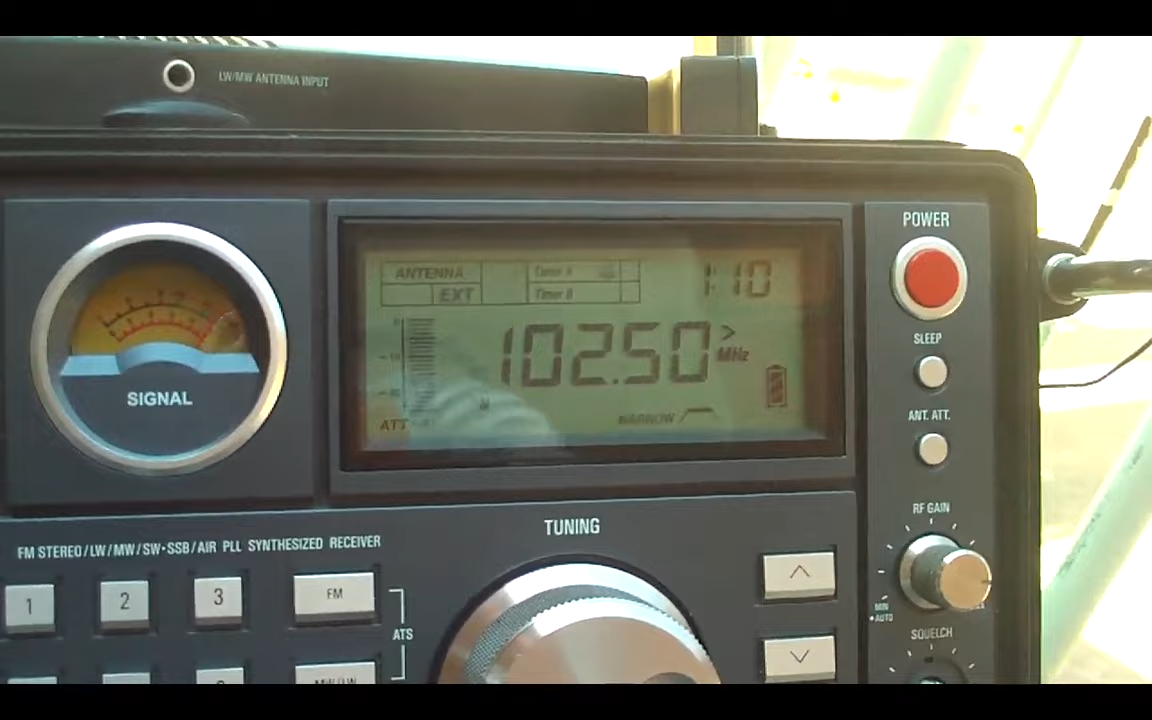 LW/MW ANTENNA INPUT
POWER
ANTENNA
EXT
Timer A
Timer B
1:10
102.50
MHz
ATT
NARROW
SIGNAL
SLEEP
ANT. ATT.
RF GAIN
MIN
AUTO
SQUELCH
TUNING
FM STEREO/LW/MW/SW•SSB/AIR PLL SYNTHESIZED RECEIVER
1
2
3
FM
ATS
MW/LW